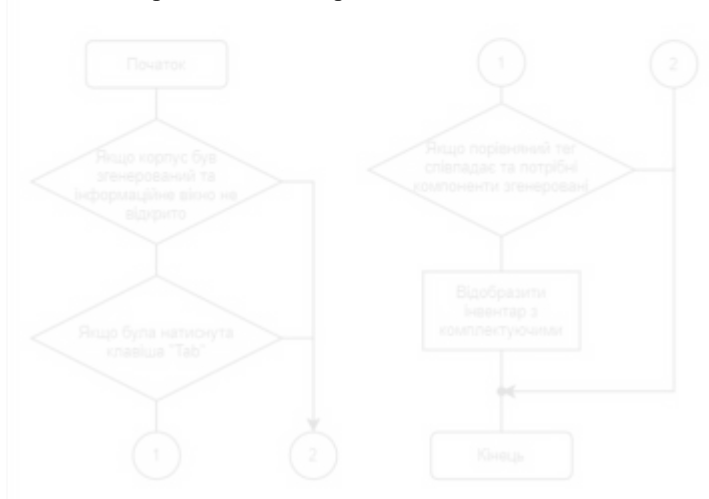 Початок
Якщо корпус був
згенерований та
інформаційне вікно не
відкрито
Якщо була натиснута
клавіша "Tab"
1
2
1
2
Якщо порівняний тег
співпадає та потрібні
компоненти згенеровані
Відобразити
інвентар з
комплектуючими
Кінець